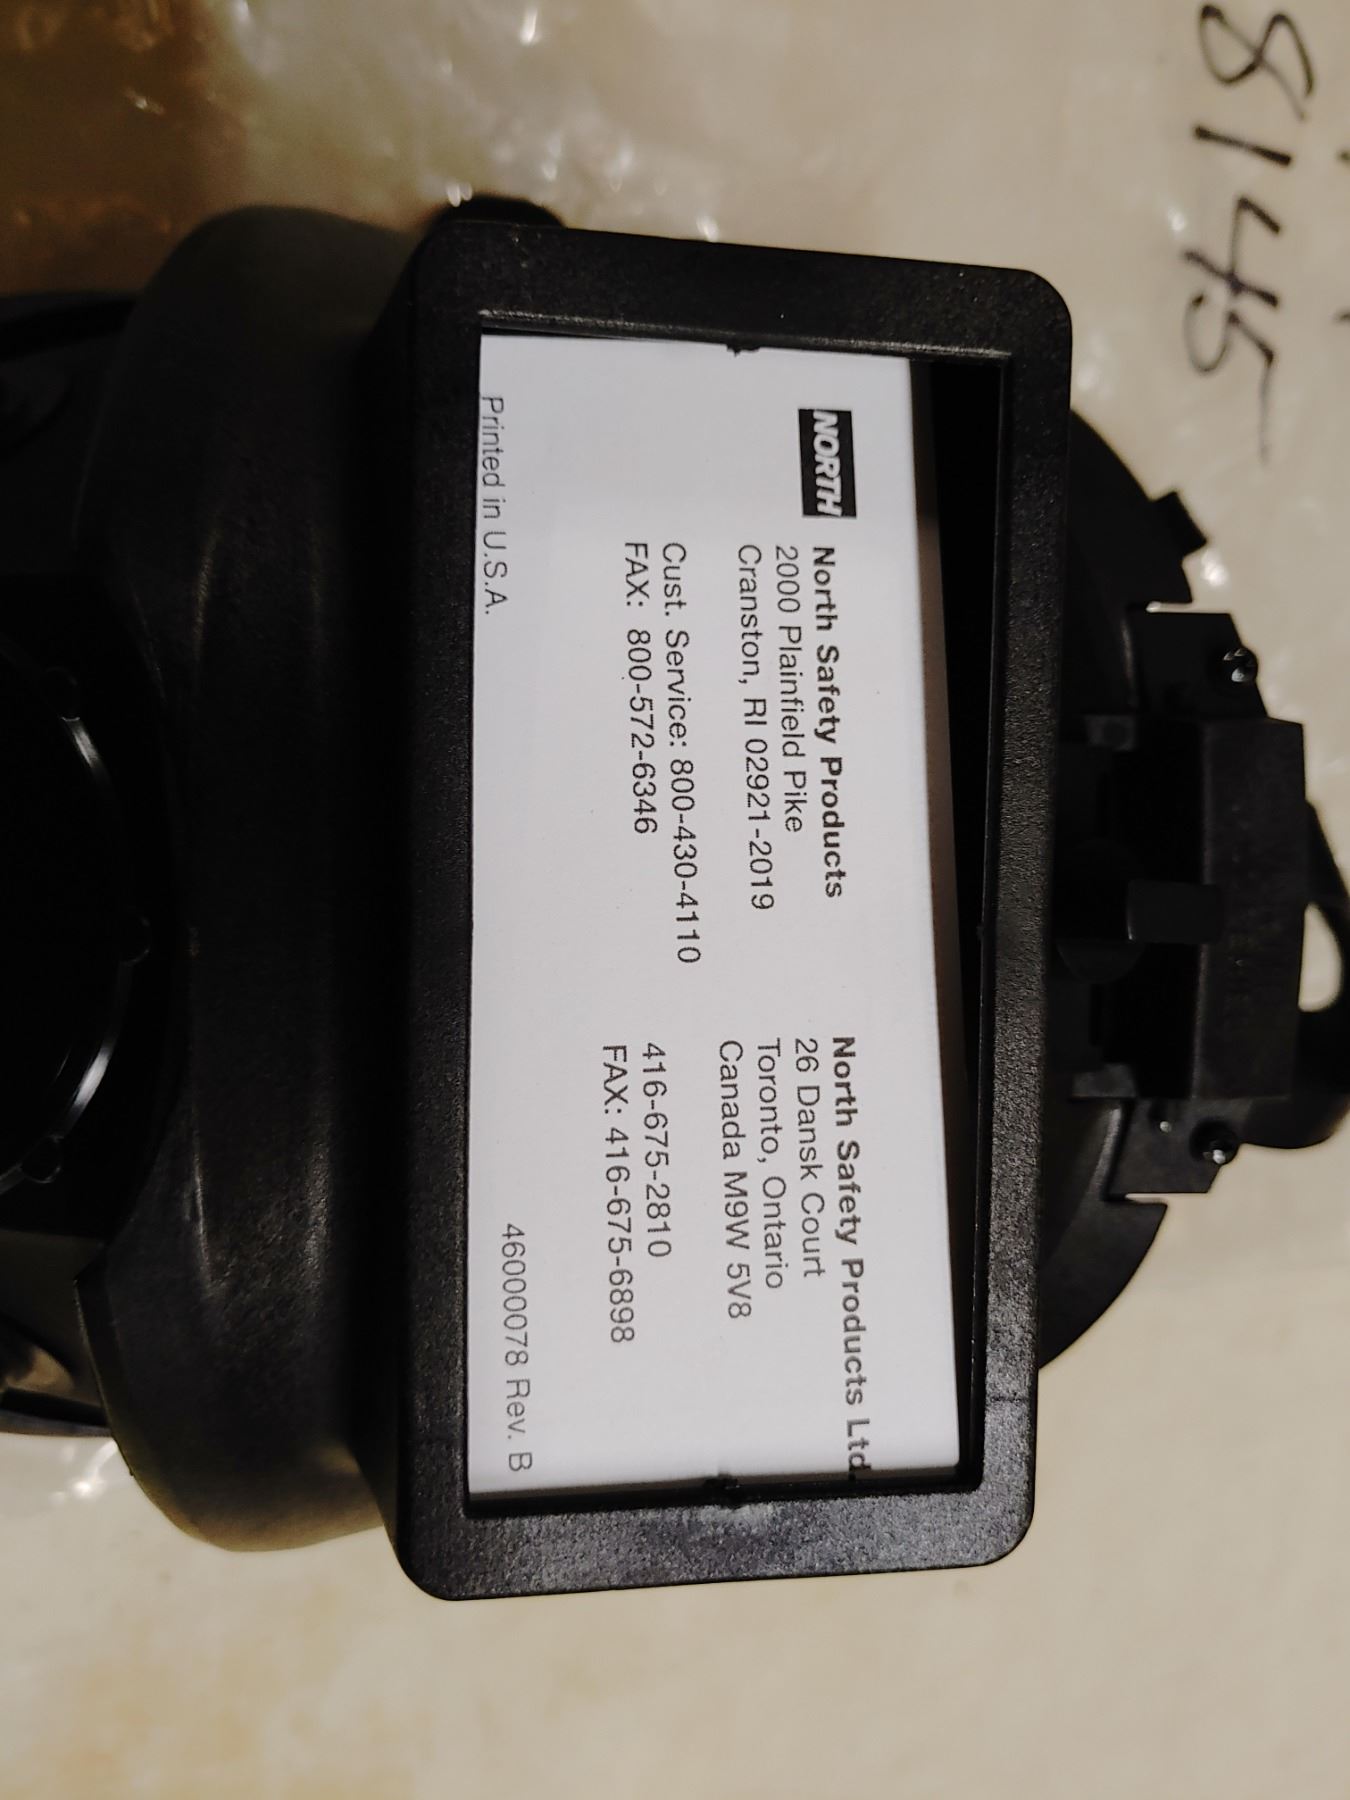 8145
NORTH
North Safety Products
2000 Plainfield Pike
Cranston, RI 02921-2019
Cust. Service: 800-430-4110
FAX: 800-572-6346
North Safety Products Ltd.
26 Dansk Court
Toronto, Ontario
Canada M9W 5V8
416-675-2810
FAX: 416-675-6898
Printed in U.S.A.
46000078 Rev. B